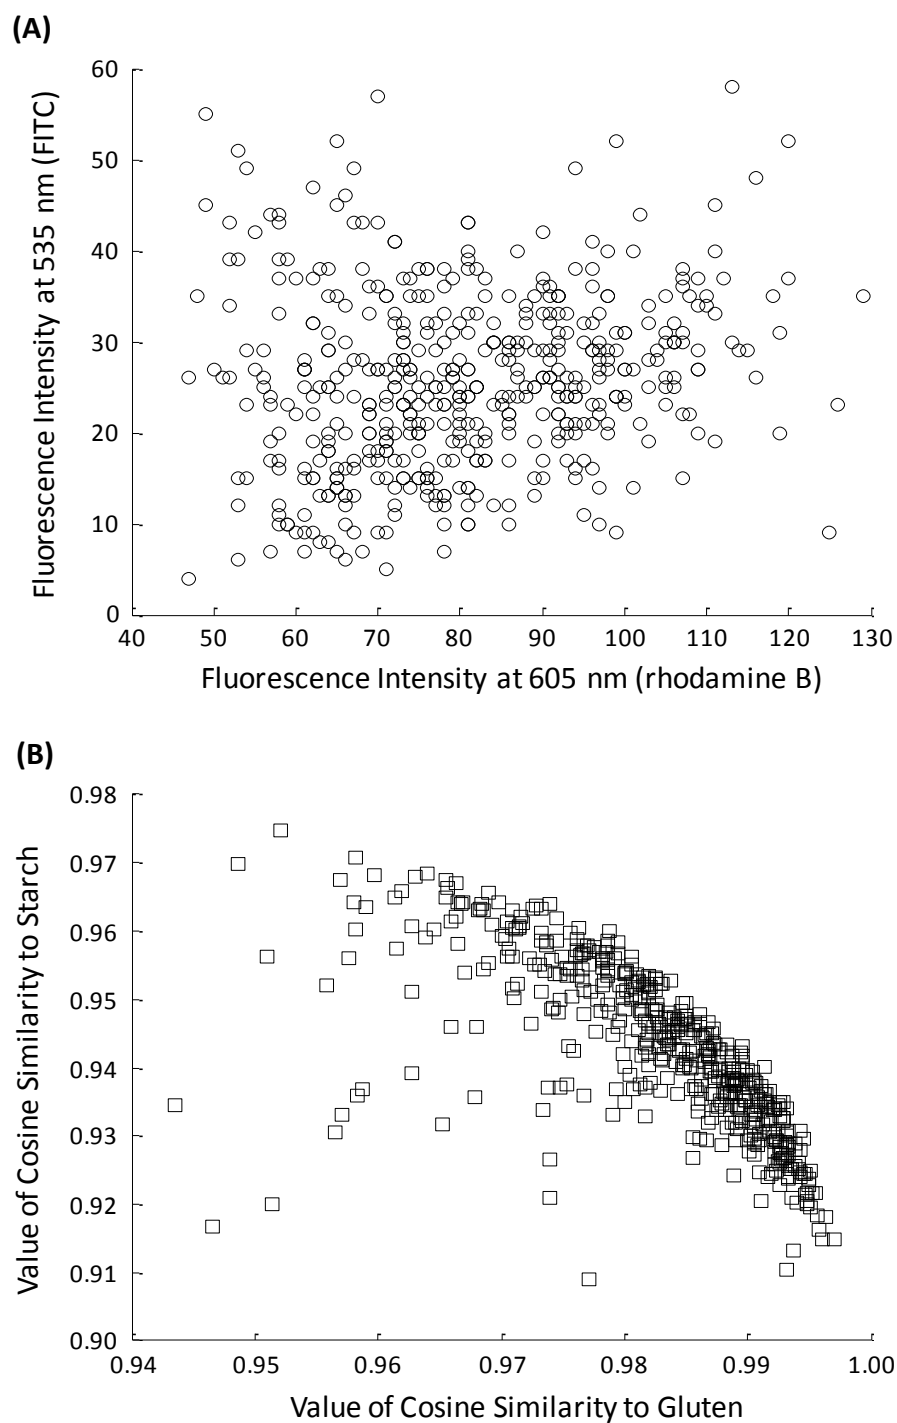 (A)
Fluorescence Intensity at 535 nm (FITC)
60
50
40
30
20
10
0
40 50 60 70 80 90 100 110 120 130
Fluorescence Intensity at 605 nm (rhodamine B)
(B)
Value of Cosine Similarity to Starch
0.98
0.97
0.96
0.95
0.94
0.93
0.92
0.91
0.90
0.94 0.95 0.96 0.97 0.98 0.99 1.00
Value of Cosine Similarity to Gluten